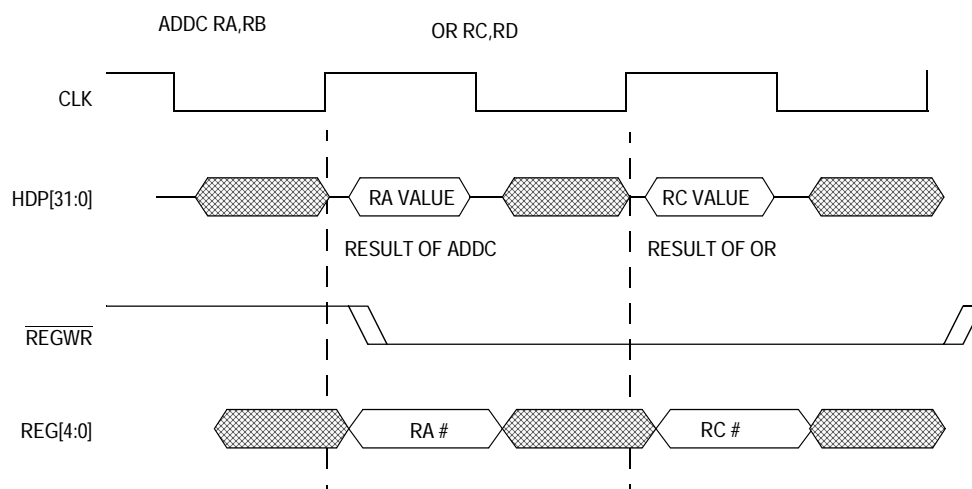 ADDC RA,RB
OR RC,RD
CLK
HDP[31:0]
RA VALUE
RC VALUE
RESULT OF ADDC
RESULT OF OR
REGWR
REG[4:0]
RA #
RC #